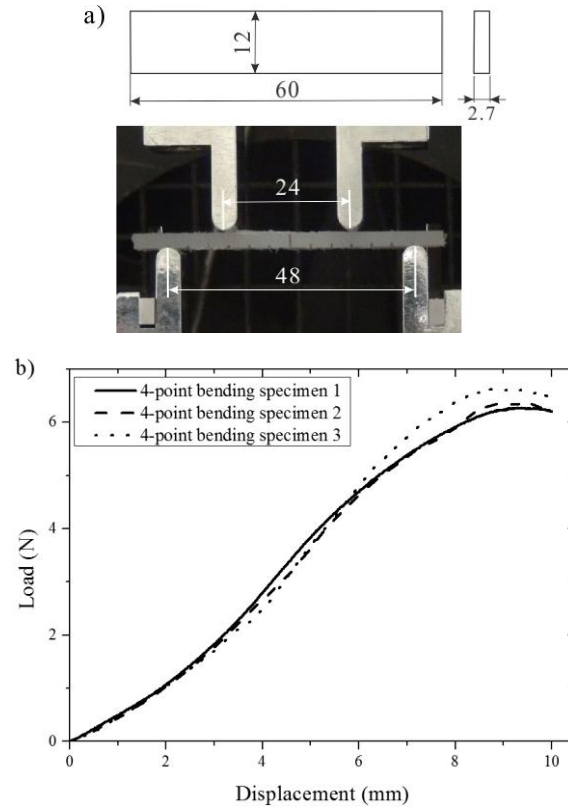 a)
12
60
2.7
24
48
b)
4-point bending specimen 1
4-point bending specimen 2
4-point bending specimen 3
6
4
2
0
Load (N)
0 2 4 6 8 10
Displacement (mm)